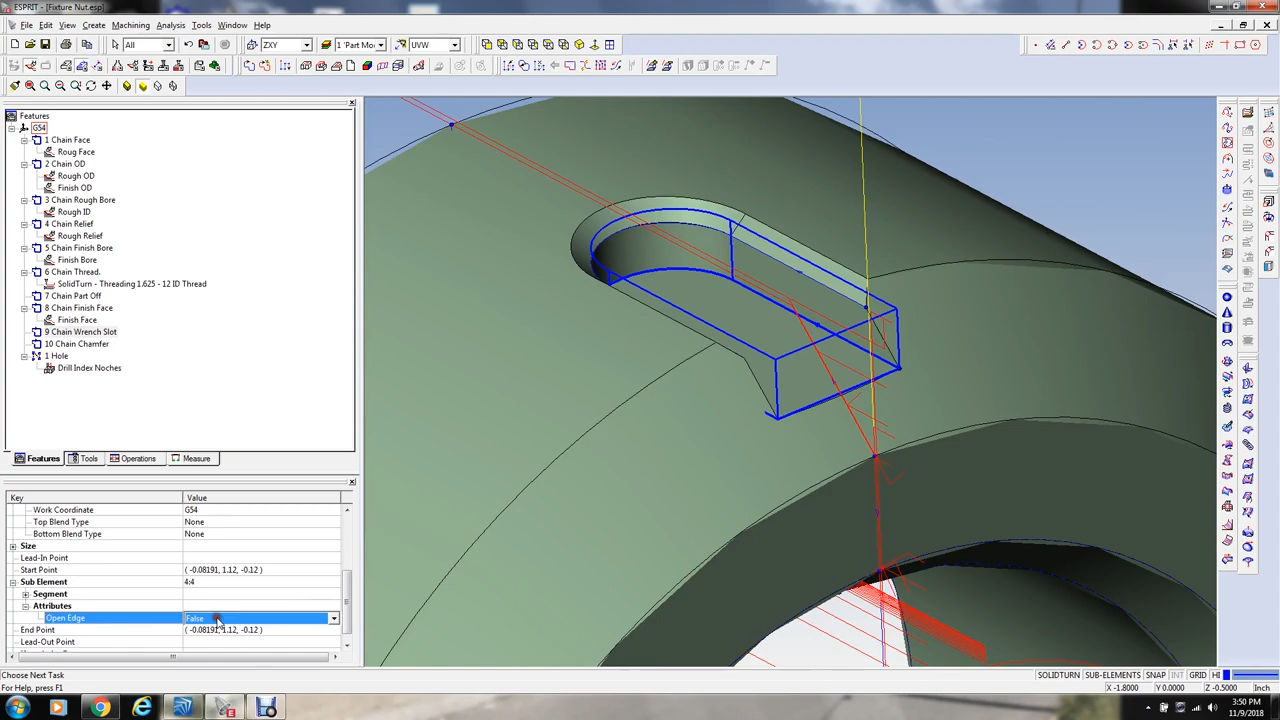 ESPRIT - [Fixture Nut.esp]
File Edit View Create Machining Analysis Tools Window Help
All ZXY 1 'Part Mo UVW
Features
G54
1 Chain Face
Roug Face
2 Chain OD
Rough OD
Finish OD
3 Chain Rough Bore
Rough ID
4 Chain Relief
Rough Relief
5 Chain Finish Bore
Finish Bore
6 Chain Thread.
SolidTurn - Threading 1.625 - 12 ID Thread
7 Chain Part Off
8 Chain Finish Face
Finish Face
9 Chain Wrench Slot
10 Chain Chamfer
1 Hole
Drill Index Noches
Features Tools Operations Measure
Key Value
Work Coordinate G54
Top Blend Type None
Bottom Blend Type None
Size
Lead-In Point
Start Point ( -0.08191, 1.12, -0.12 )
Sub Element 4:4
Segment
Attributes
Open Edge False
End Point ( -0.08191, 1.12, -0.12 )
Lead-Out Point
Choose Next Task SOLIDTURN SUB-ELEMENTS SNAP INT GRID HI
For Help, press F1 X -1.8000 Y 0.0000 Z -0.5000 Inch
3:50 PM
11/9/2018